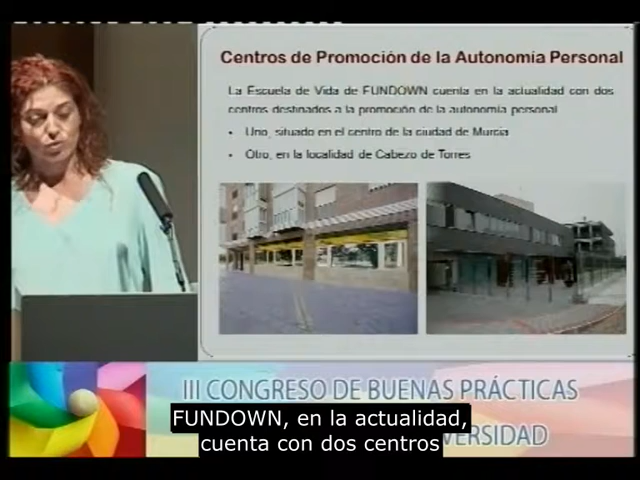 Centros de Promoción de la Autonomía Personal
La Escuela de Vida de FUNDOWN cuenta en la actualidad con dos
centros destinados a la promoción de la autonomía personal
• Uno, situado en el centro de la ciudad de Murcia
• Otro, en la localidad de Cabezo de Torres
III CONGRESO DE BUENAS PRÁCTICAS
VERSIDAD
FUNDOWN, en la actualidad,
cuenta con dos centros